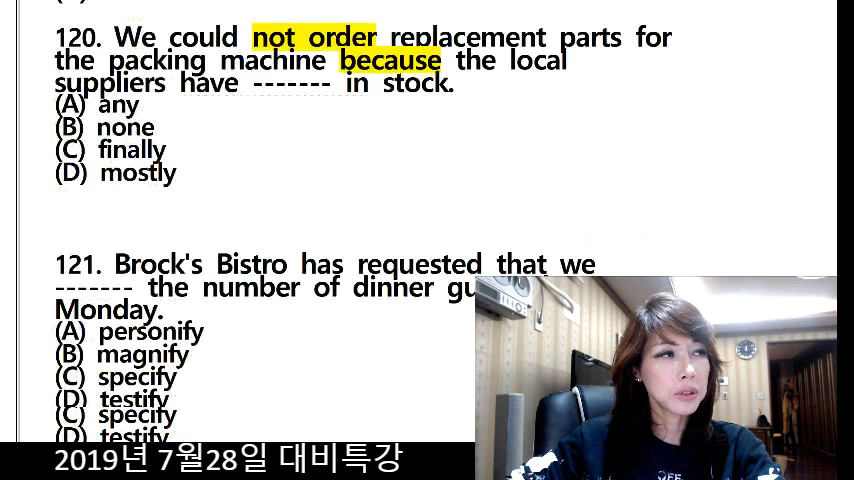 120. We could not order replacement parts for
the packing machine because the local
suppliers have ------- in stock.
(A) any
(B) none
(C) finally
(D) mostly
121. Brock's Bistro has requested that we
------- the number of dinner
Monday.
(A) personify
(B) magnify
(C) specify
(D) testify
(C) specify
(D) testify
2019년 7월28일 대비특강